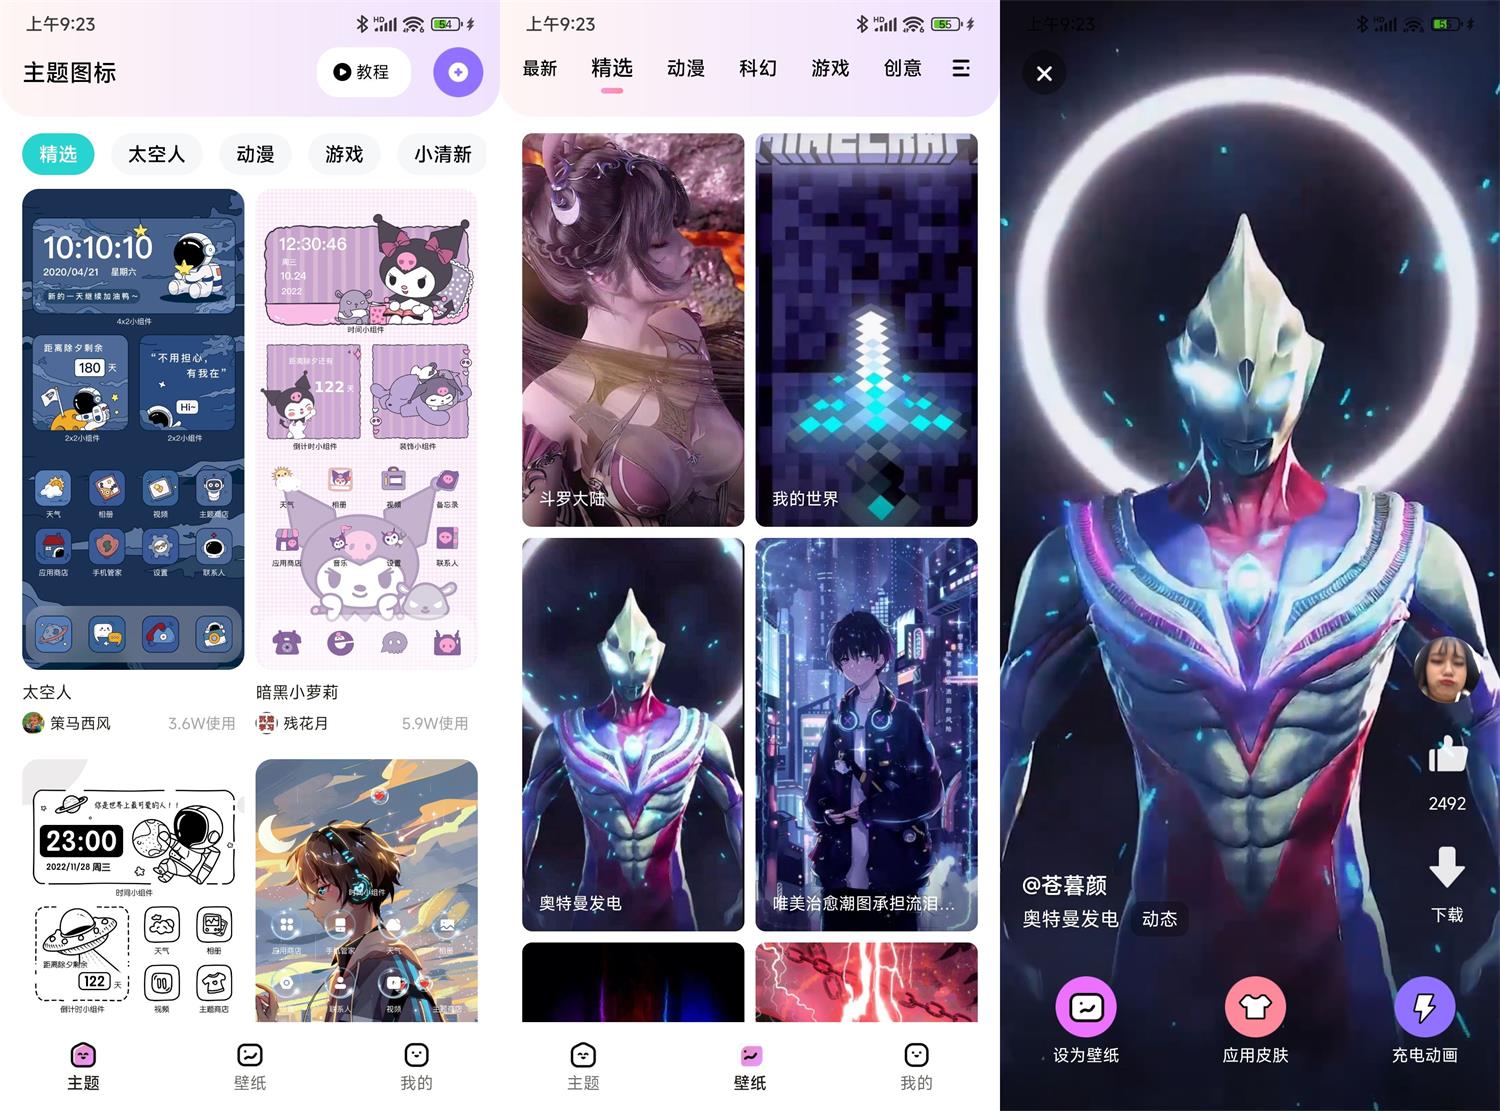 上午9:23
54
主题图标
教程
精选
太空人
动漫
游戏
小清新
10:10:10
2020/04/21 星期六
新的一天继续加油鸭~
4x2小组件
距离除夕剩余
180 天
2x2小组件
“不用担心,
有我在”
Hi~
2x2小组件
天气
相册
视频
主题商店
应用商店
手机管家
设置
联系人
太空人
策马西风
3.6W使用
12:30:46
周三
10.24
2022
时间小组件
距离除夕还有
122 天
倒计时小组件
装饰小组件
天气
相册
视频
备忘录
应用商店
音乐
设置
联系人
暗黑小萝莉
残花月
5.9W使用
你是世界上最可爱的人!!
23:00
2022/11/28 周三
时间小组件
距离除夕剩余
122 天
倒计时小组件
天气
相册
视频
主题商店
时间小组件
应用商店
手机管家
天气
相册
联系人
视频
主题商店
主题
壁纸
我的
上午9:23
55
最新
精选
动漫
科幻
游戏
创意
斗罗大陆
MINECRAFT
我的世界
奥特曼发电
唯美治愈潮图承担流泪...
主题
壁纸
我的
上午9:23
55
2492
下载
@苍暮颜
奥特曼发电
动态
设为壁纸
应用皮肤
充电动画